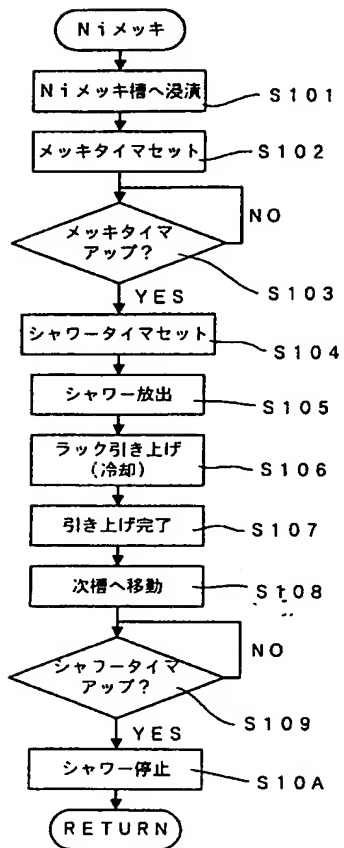 Niメッキ
Niメッキ槽へ浸漬
S101
メッキタイマセット
S102
NO
メッキタイマ
アップ?
S103
YES
シャワータイマセット
S104
シャワー放出
S105
ラック引き上げ
(冷却)
S106
引き上げ完了
S107
次槽へ移動
S108
NO
シャフータイマ
アップ?
S109
YES
シャワー停止
S10A
RETURN